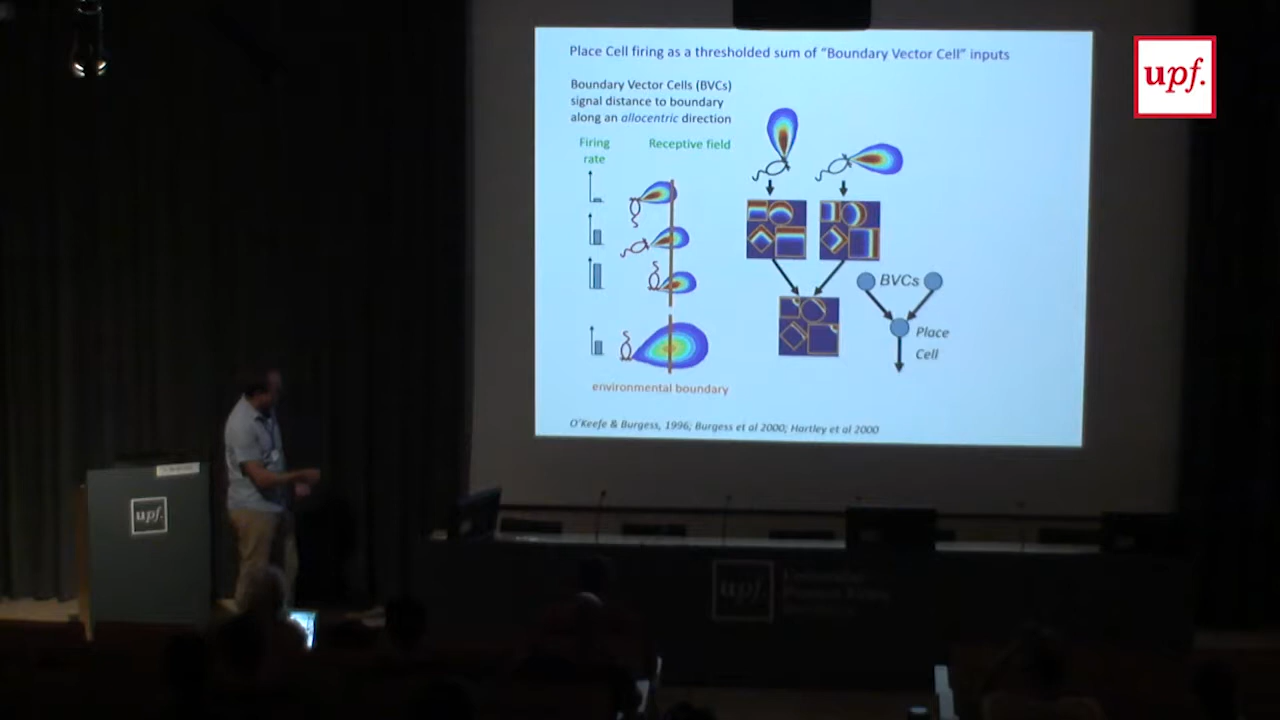 Place Cell firing as a thresholded sum of "Boundary Vector Cell" inputs
Boundary Vector Cells (BVCs)
signal distance to boundary
along an allocentric direction
Firing
rate
Receptive field
BVCs
Place
Cell
environmental boundary
O'Keefe & Burgess, 1996; Burgess et al 2000; Hartley et al 2000
upf.
upf.
upf.